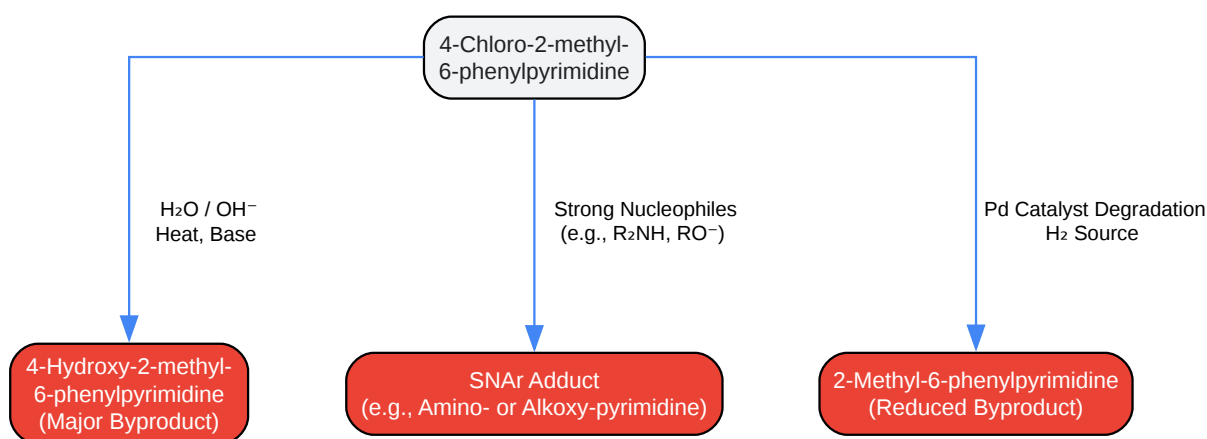 4-Chloro-2-methyl-
6-phenylpyrimidine
H₂O / OH⁻
Heat, Base
Strong Nucleophiles
(e.g., R₂NH, RO⁻)
Pd Catalyst Degradation
H₂ Source
4-Hydroxy-2-methyl-
6-phenylpyrimidine
(Major Byproduct)
SNAr Adduct
(e.g., Amino- or Alkoxy-pyrimidine)
2-Methyl-6-phenylpyrimidine
(Reduced Byproduct)